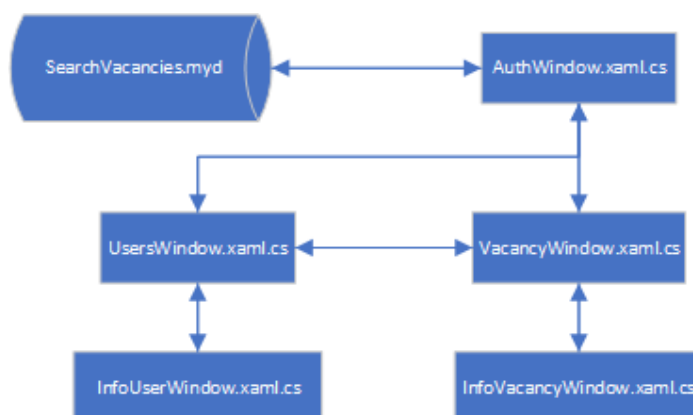 SearchVacancies.myd
AuthWindow.xaml.cs
UsersWindow.xaml.cs
VacancyWindow.xaml.cs
InfoUserWindow.xaml.cs
InfoVacancyWindow.xaml.cs